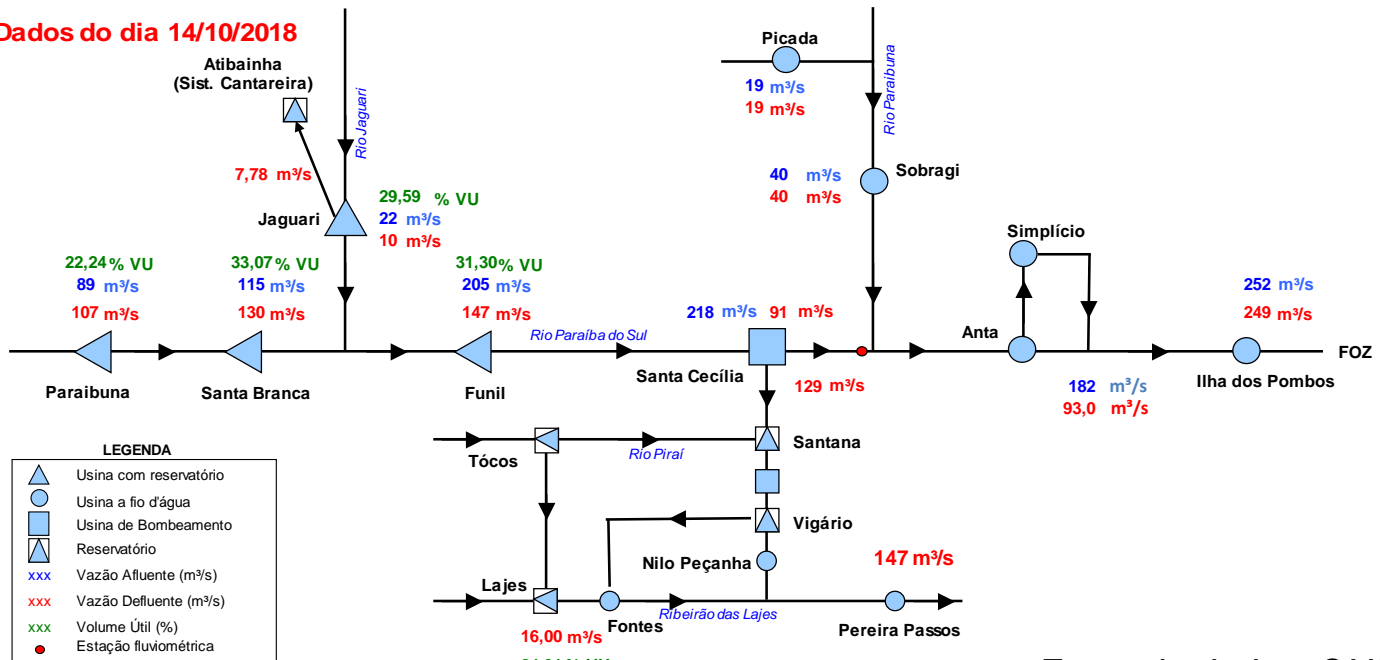 Dados do dia 14/10/2018
Atibainha
(Sist. Cantareira)
7,78 m³/s
Rio Jaguari
Jaguari
29,59 % VU
22 m³/s
10 m³/s
Picada
19 m³/s
19 m³/s
Rio Paraibuna
40 m³/s
40 m³/s
Sobragi
22,24 % VU
89 m³/s
107 m³/s
Paraibuna
33,07 % VU
115 m³/s
130 m³/s
Santa Branca
31,30 % VU
205 m³/s
147 m³/s
Funil
Rio Paraíba do Sul
218 m³/s 91 m³/s
Santa Cecília
129 m³/s
Simplício
Anta
182 m³/s
93,0 m³/s
252 m³/s
249 m³/s
Ilha dos Pombos
FOZ
Tócos
Rio Piraí
Santana
Vigário
Nilo Peçanha
147 m³/s
Lajes
16,00 m³/s
Fontes
Ribeirão das Lajes
Pereira Passos
LEGENDA
Usina com reservatório
Usina a fio d'água
Usina de Bombeamento
Reservatório
xxx Vazão Afluente (m³/s)
xxx Vazão Defluente (m³/s)
xxx Volume Útil (%)
Estação fluviométrica